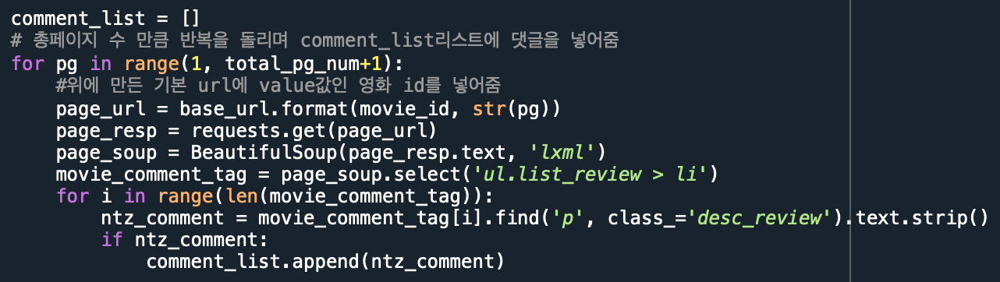 comment_list = []
# 총페이지 수 만큼 반복을 돌리며 comment_list리스트에 댓글을 넣어줌
for pg in range(1, total_pg_num+1):
    #위에 만든 기본 url에 value값인 영화 id를 넣어줌
    page_url = base_url.format(movie_id, str(pg))
    page_resp = requests.get(page_url)
    page_soup = BeautifulSoup(page_resp.text, 'lxml')
    movie_comment_tag = page_soup.select('ul.list_review > li')
    for i in range(len(movie_comment_tag)):
        ntz_comment = movie_comment_tag[i].find('p', class_='desc_review').text.strip()
        if ntz_comment:
            comment_list.append(ntz_comment)